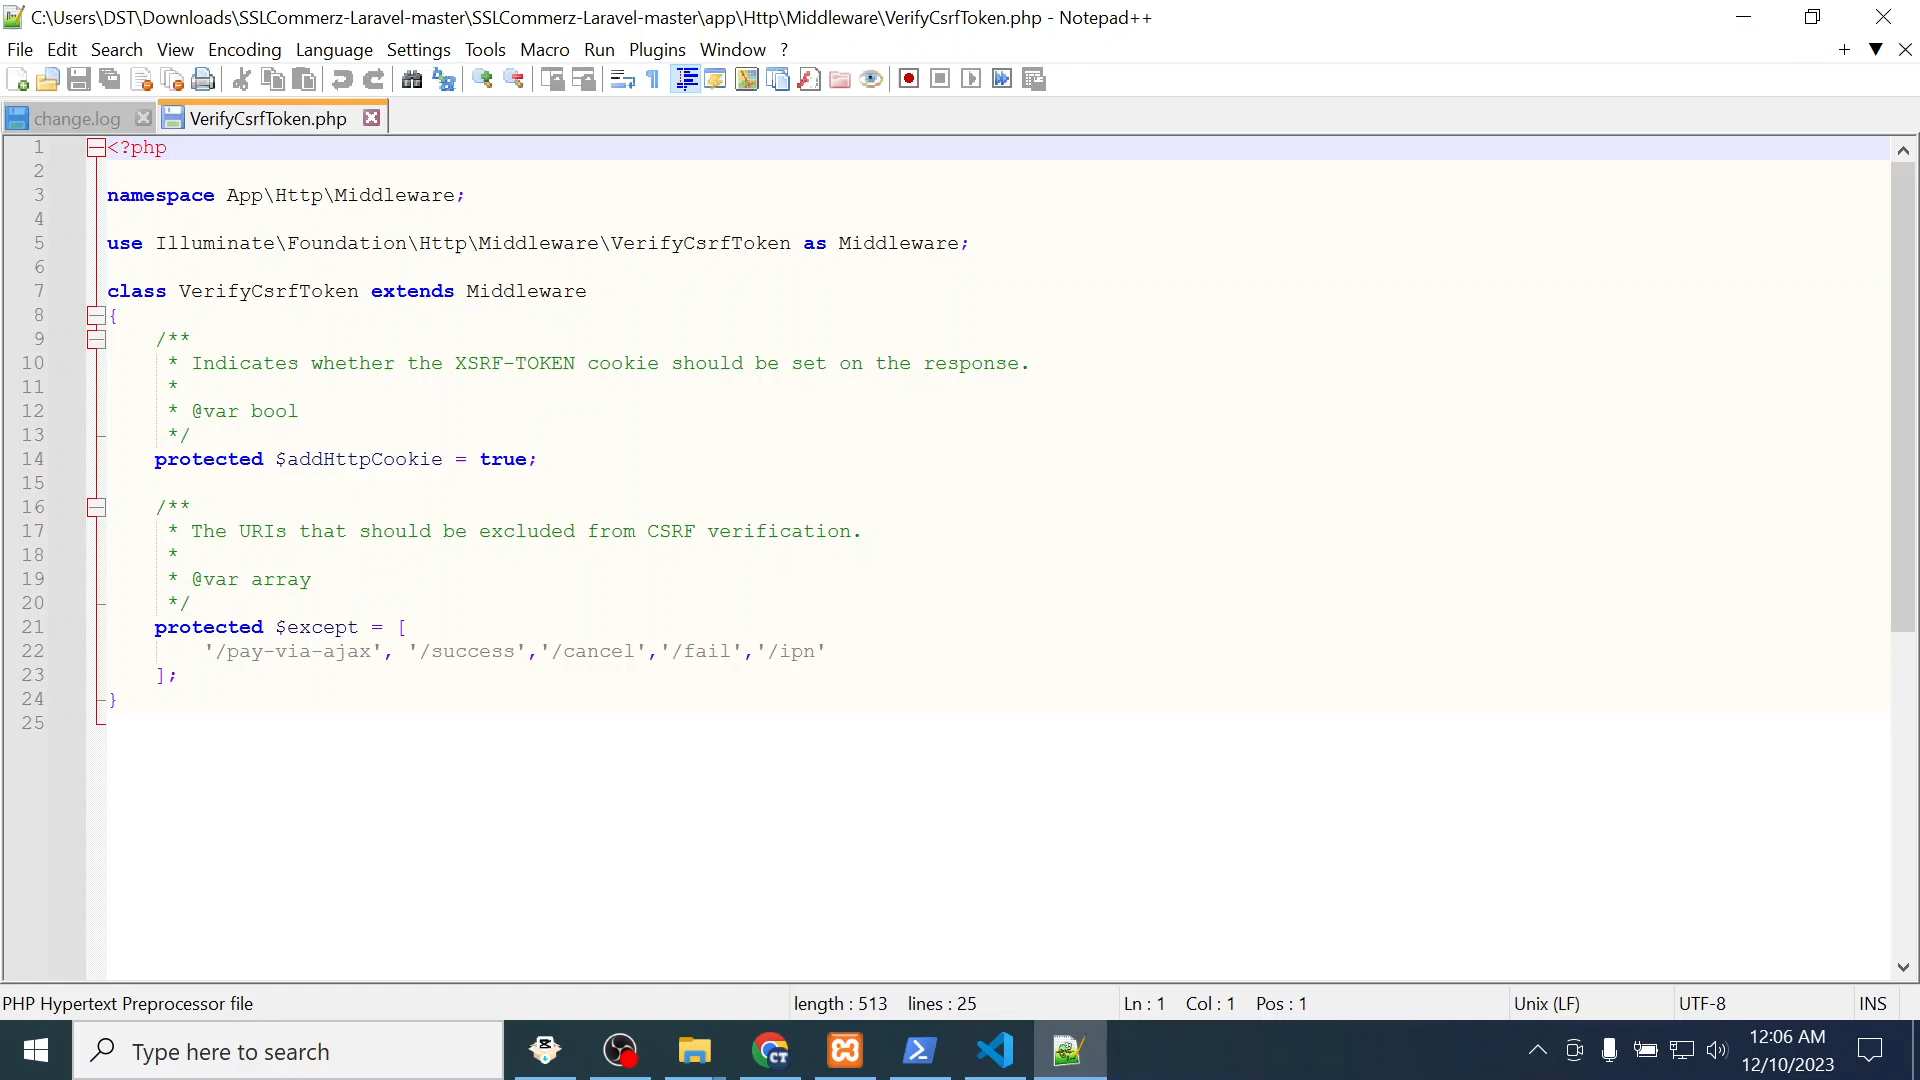 C:\Users\DST\Downloads\SSLCommerz-Laravel-master\SSLCommerz-Laravel-master\app\Http\Middleware\VerifyCsrfToken.php - Notepad++
File Edit Search View Encoding Language Settings Tools Macro Run Plugins Window ?
change.log VerifyCsrfToken.php
1 <?php
2
3 namespace App\Http\Middleware;
4
5 use Illuminate\Foundation\Http\Middleware\VerifyCsrfToken as Middleware;
6
7 class VerifyCsrfToken extends Middleware
8 {
9 /**
10 * Indicates whether the XSRF-TOKEN cookie should be set on the response.
11 *
12 * @var bool
13 */
14 protected $addHttpCookie = true;
15
16 /**
17 * The URIs that should be excluded from CSRF verification.
18 *
19 * @var array
20 */
21 protected $except = [
22 '/pay-via-ajax', '/success','/cancel','/fail','/ipn'
23 ];
24 }
25
PHP Hypertext Preprocessor file length : 513 lines : 25 Ln : 1 Col : 1 Pos : 1 Unix (LF) UTF-8 INS
Type here to search
CT
12:06 AM
12/10/2023